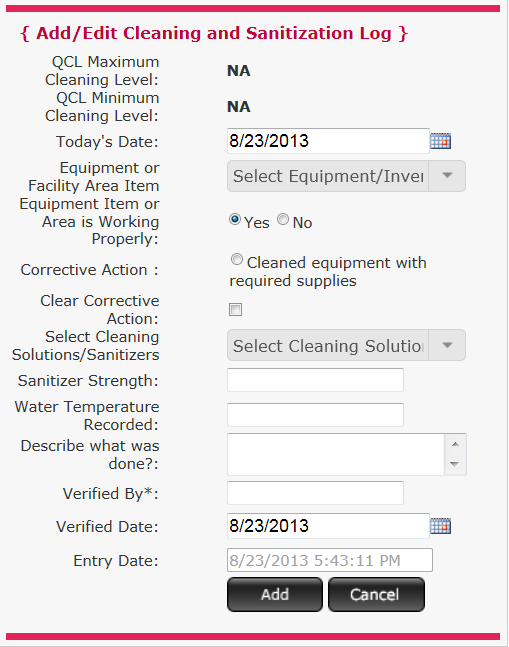 { Add/Edit Cleaning and Sanitization Log }
QCL Maximum
Cleaning Level:
NA
QCL Minimum
Cleaning Level:
NA
Today's Date:
8/23/2013
Equipment or
Facility Area Item
Select Equipment/Inver
Equipment Item or
Area is Working
Properly:
Yes No
Corrective Action :
Cleaned equipment with
required supplies
Clear Corrective
Action:
Select Cleaning
Solutions/Sanitizers
Select Cleaning Solutio
Sanitizer Strength:
Water Temperature
Recorded:
Describe what was
done?:
Verified By*:
Verified Date:
8/23/2013
Entry Date:
8/23/2013 5:43:11 PM
Add Cancel